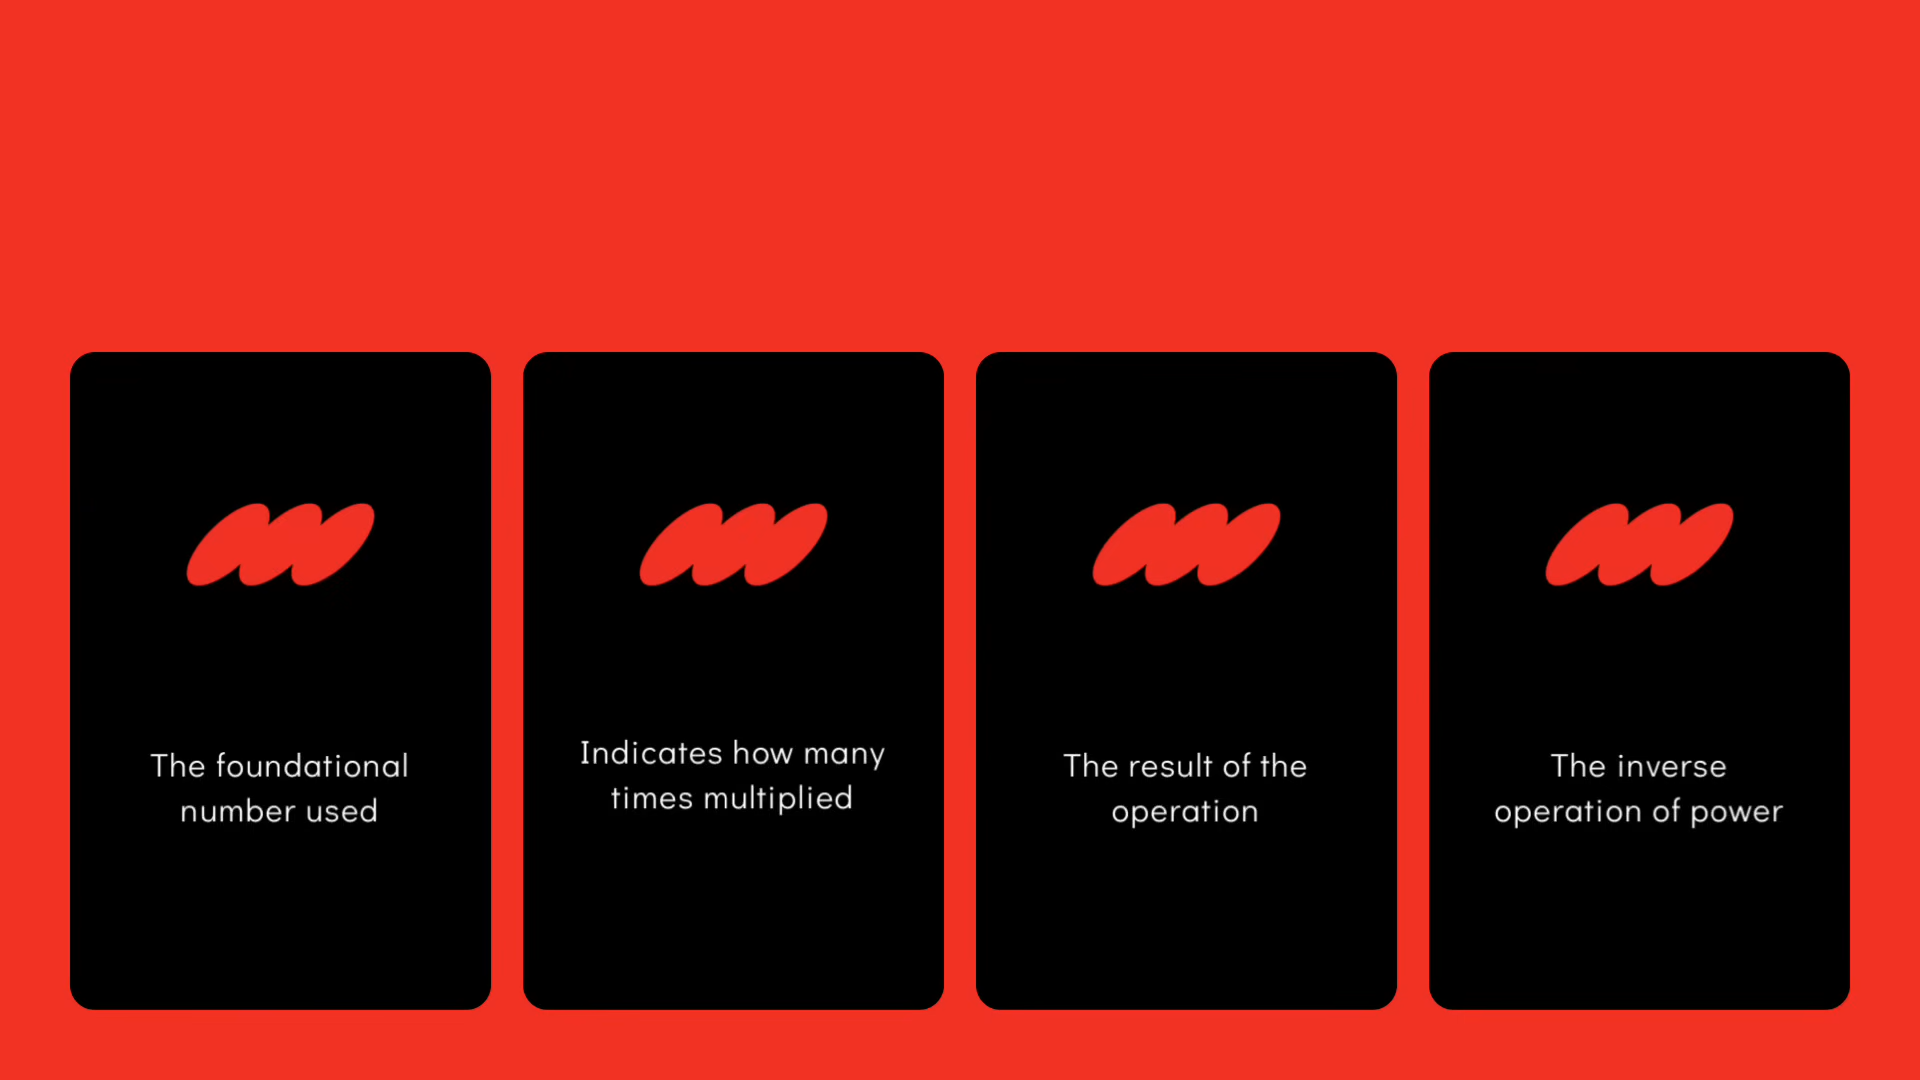 The foundational
number used
Indicates how many
times multiplied
The result of the
operation
The inverse
operation of power